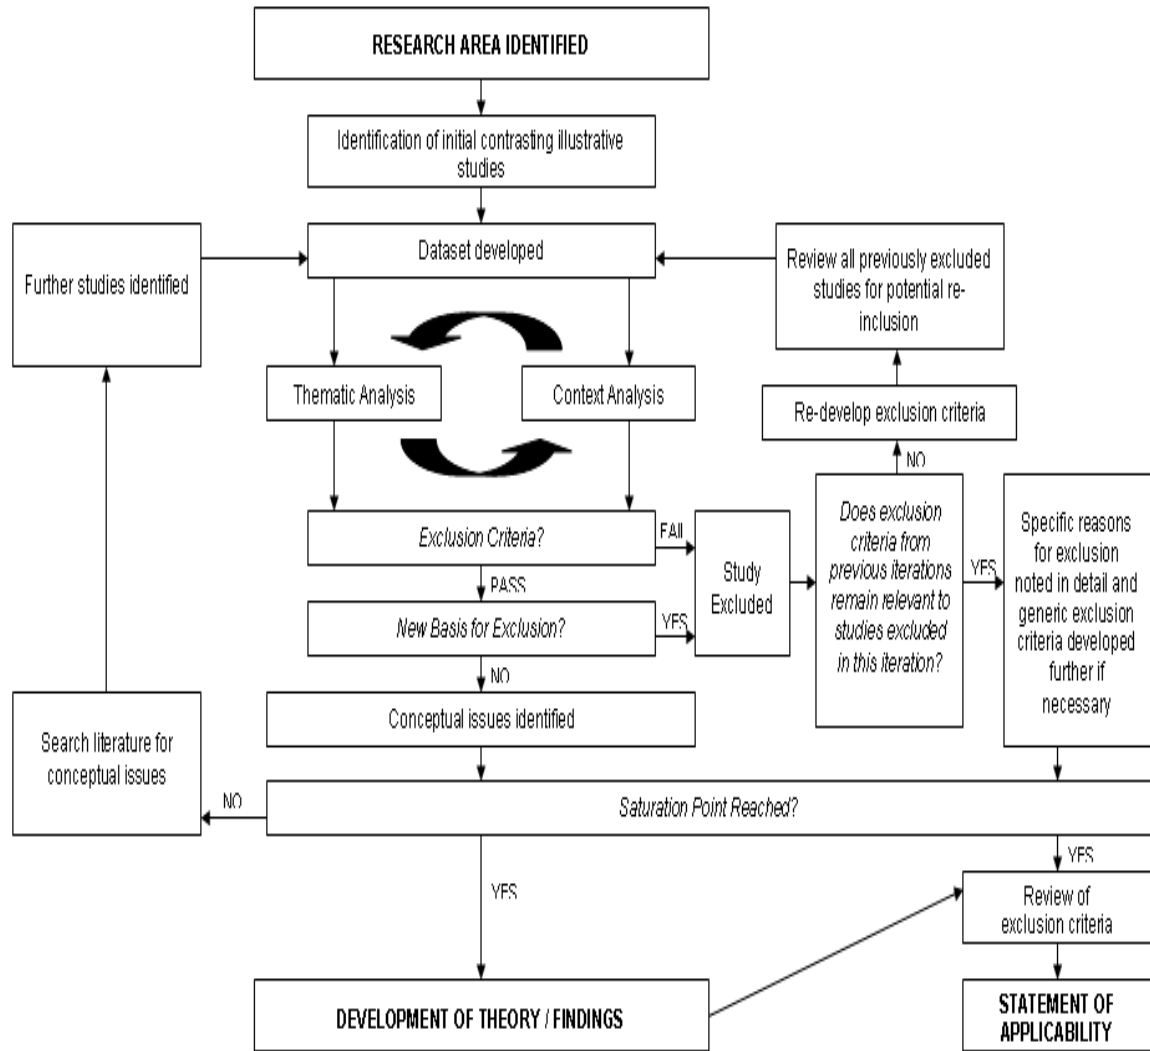 RESEARCH AREA IDENTIFIED
Identification of initial contrasting illustrative
studies
Dataset developed
Further studies identified
Review all previously excluded
studies for potential re-
inclusion
Thematic Analysis
Context Analysis
Re-develop exclusion criteria
NO
Exclusion Criteria?
FAIL
PASS
New Basis for Exclusion?
YES
NO
Study
Excluded
Does exclusion
criteria from
previous iterations
remain relevant to
studies excluded
in this iteration?
YES
Specific reasons
for exclusion
noted in detail and
generic exclusion
criteria developed
further if
necessary
Conceptual issues identified
Search literature for
conceptual issues
NO
Saturation Point Reached?
YES
YES
Review of
exclusion criteria
DEVELOPMENT OF THEORY / FINDINGS
STATEMENT OF
APPLICABILITY